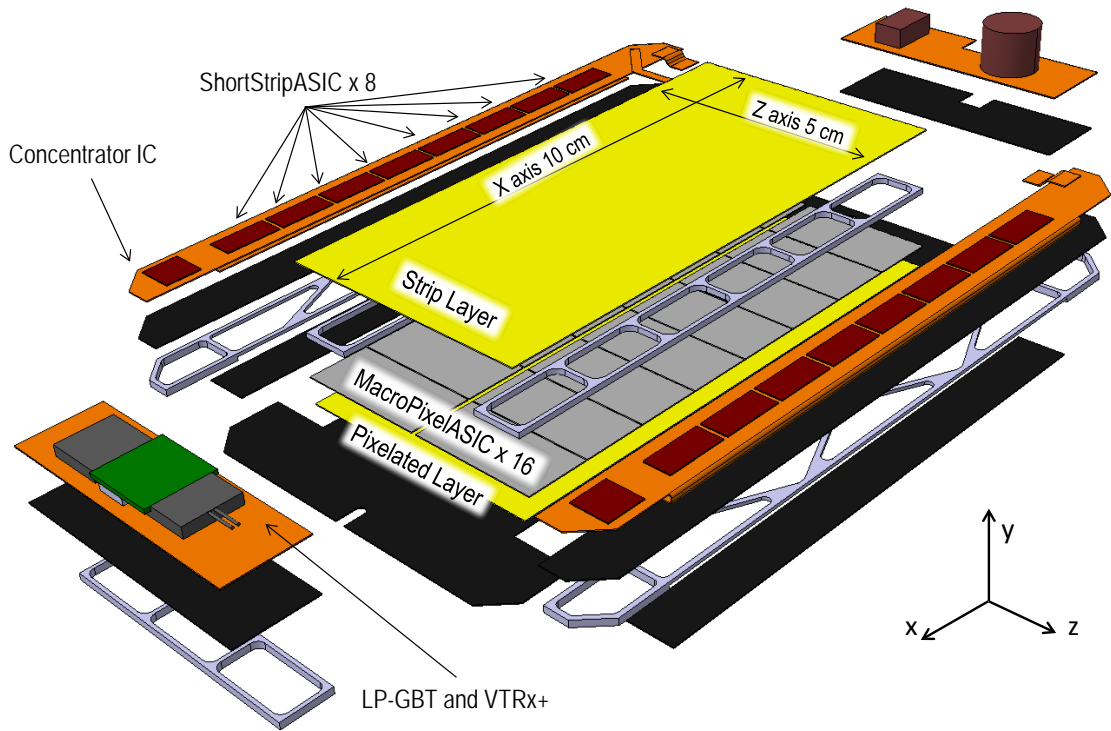 ShortStripASIC x 8
Concentrator IC
Z axis 5 cm
X axis 10 cm
Strip Layer
MacroPixelASIC x 16
Pixelated Layer
y
x
z
LP-GBT and VTRx+